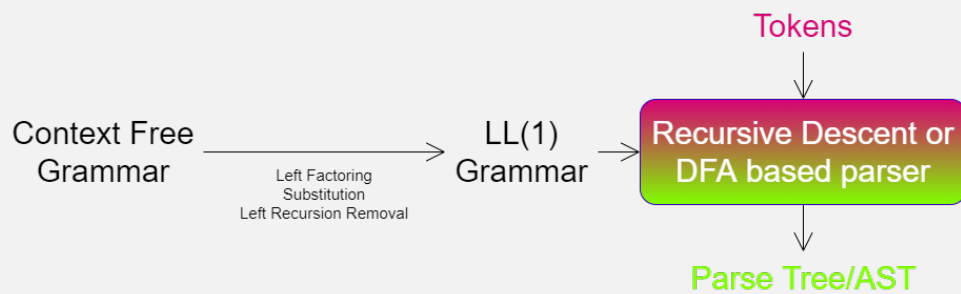 Tokens
Context Free
Grammar
Left Factoring
Substitution
Left Recursion Removal
LL(1)
Grammar
Recursive Descent or
DFA based parser
Parse Tree/AST